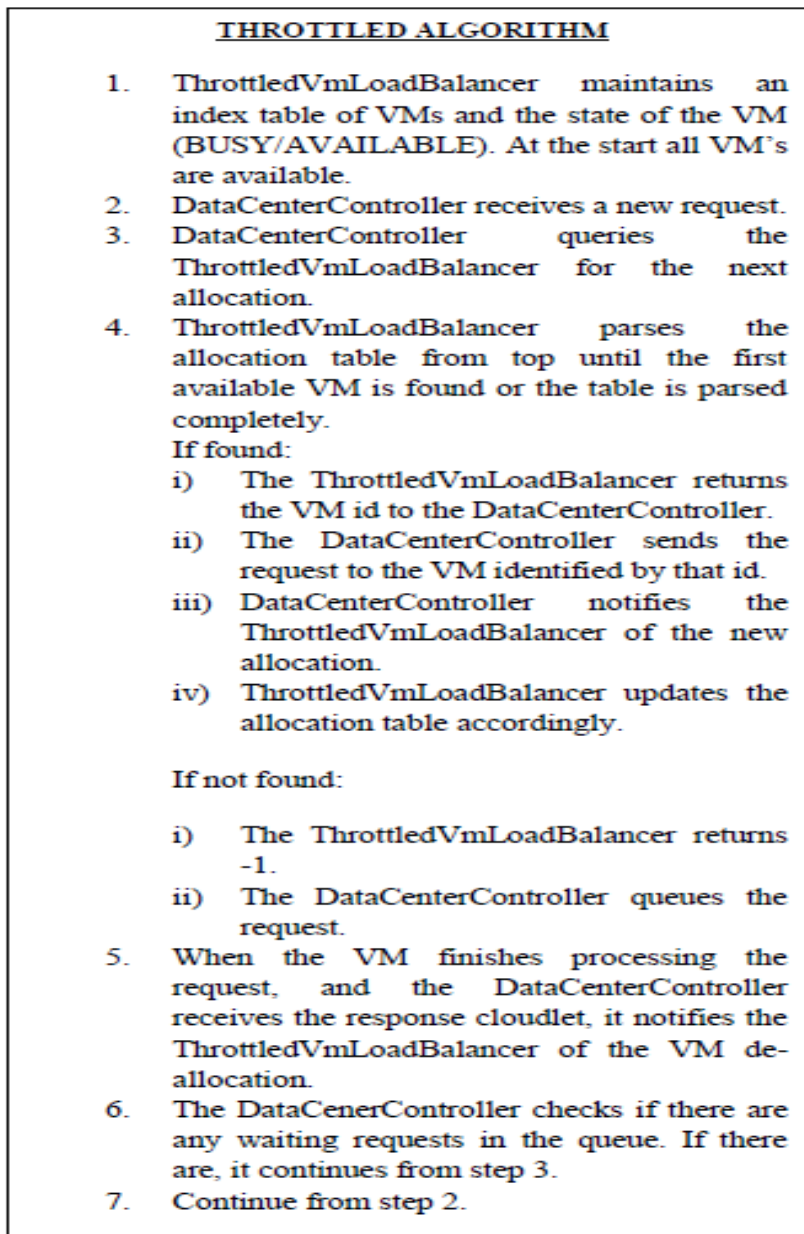 THROTTLED ALGORITHM
1. ThrottledVmLoadBalancer maintains an
index table of VMs and the state of the VM
(BUSY/AVAILABLE). At the start all VM's
are available.
2. DataCenterController receives a new request.
3. DataCenterController queries the
ThrottledVmLoadBalancer for the next
allocation.
4. ThrottledVmLoadBalancer parses the
allocation table from top until the first
available VM is found or the table is parsed
completely.
If found:
i) The ThrottledVmLoadBalancer returns
the VM id to the DataCenterController.
ii) The DataCenterController sends the
request to the VM identified by that id.
iii) DataCenterController notifies the
ThrottledVmLoadBalancer of the new
allocation.
iv) ThrottledVmLoadBalancer updates the
allocation table accordingly.
If not found:
i) The ThrottledVmLoadBalancer returns
-1.
ii) The DataCenterController queues the
request.
5. When the VM finishes processing the
request, and the DataCenterController
receives the response cloudlet, it notifies the
ThrottledVmLoadBalancer of the VM de-
allocation.
6. The DataCenerController checks if there are
any waiting requests in the queue. If there
are, it continues from step 3.
7. Continue from step 2.